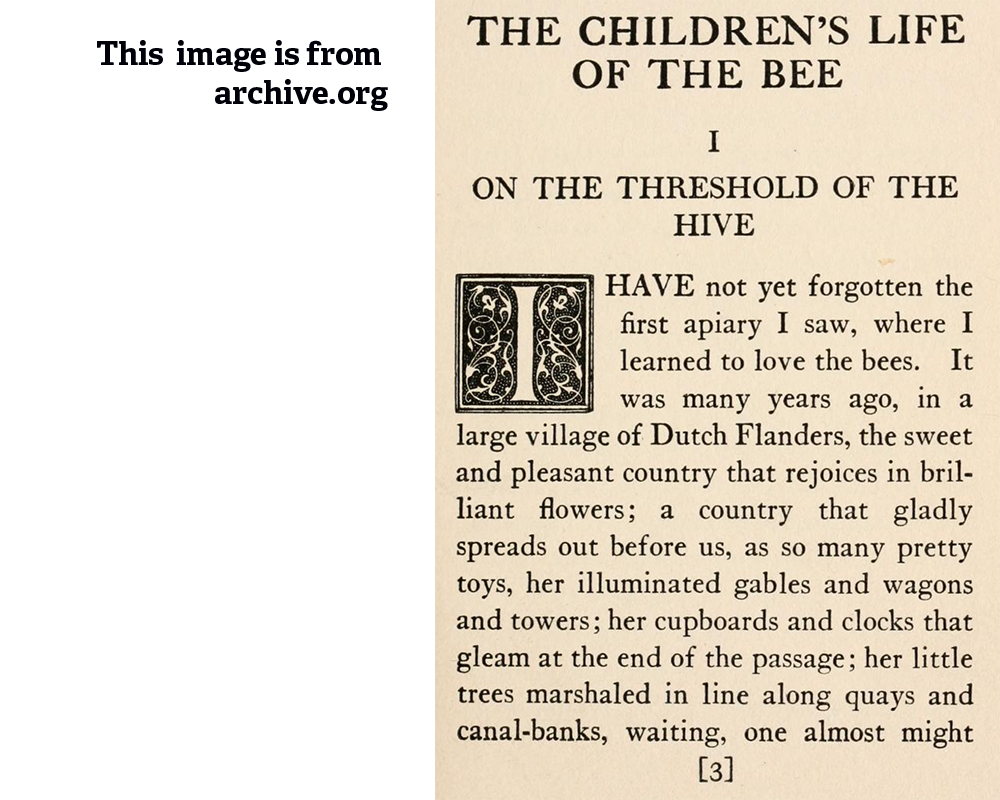 This image is from
archive.org
THE CHILDREN'S LIFE
OF THE BEE
I
ON THE THRESHOLD OF THE
HIVE
I HAVE not yet forgotten the
first apiary I saw, where I
learned to love the bees. It
was many years ago, in a
large village of Dutch Flanders, the sweet
and pleasant country that rejoices in bril-
liant flowers; a country that gladly
spreads out before us, as so many pretty
toys, her illuminated gables and wagons
and towers; her cupboards and clocks that
gleam at the end of the passage; her little
trees marshaled in line along quays and
canal-banks, waiting, one almost might
[3]